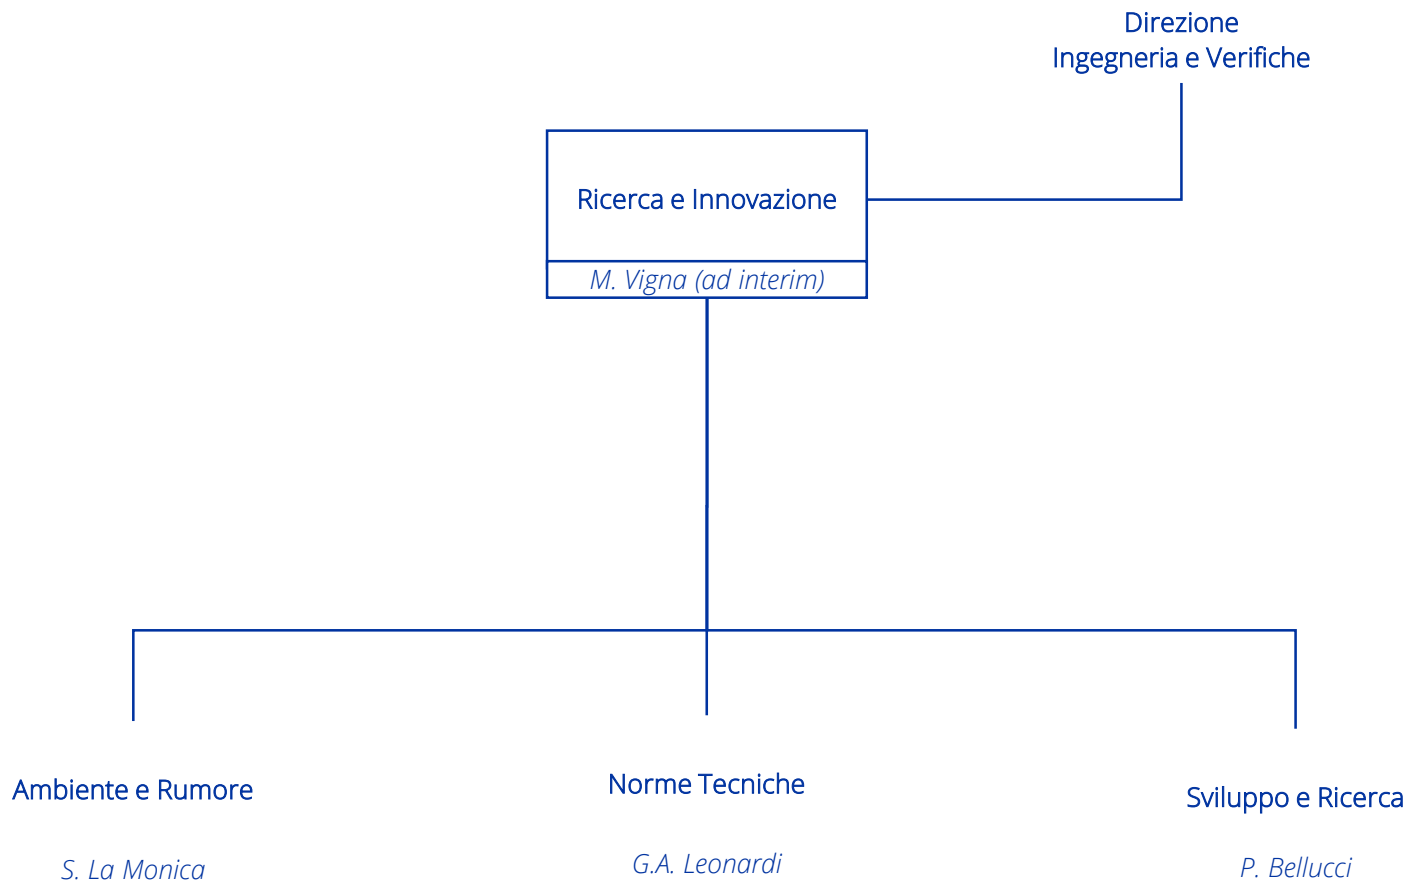 Direzione
Ingegneria e Verifiche
Ricerca e Innovazione
M. Vigna (ad interim)
Ambiente e Rumore
S. La Monica
Norme Tecniche
G.A. Leonardi
Sviluppo e Ricerca
P. Bellucci